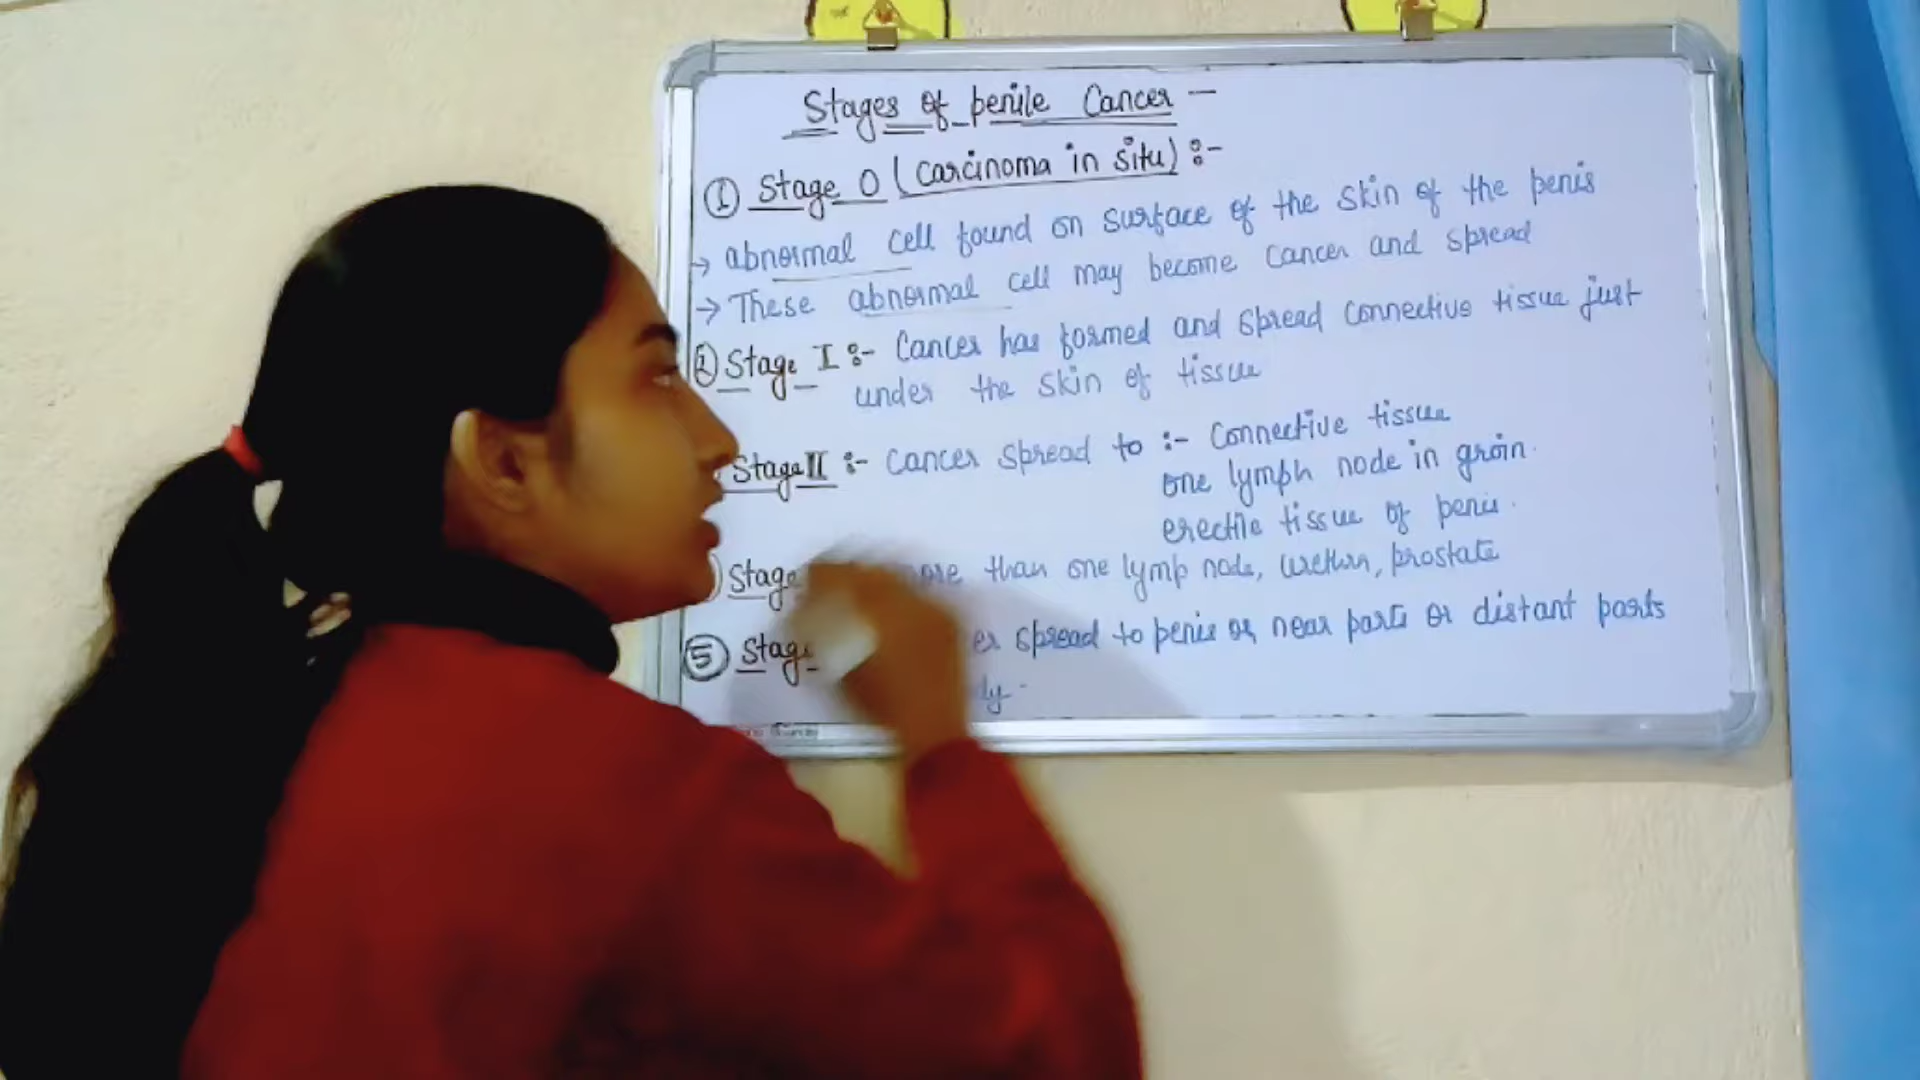 Stages of penile Cancer -
① Stage 0 (Carcinoma in situ) :-
→ abnormal cell found on surface of the skin of the penis
→ These abnormal cell may become cancer and spread
② Stage I :- Cancer has formed and spread connective tissue just
under the skin of tissue
Stage II :- Cancer spread to :- Connective tissue
one lymph node in groin.
erectile tissue of penis.
Stage more than one lymp node, urethra, prostate
⑤ Stage spread to penis or near parts or distant parts